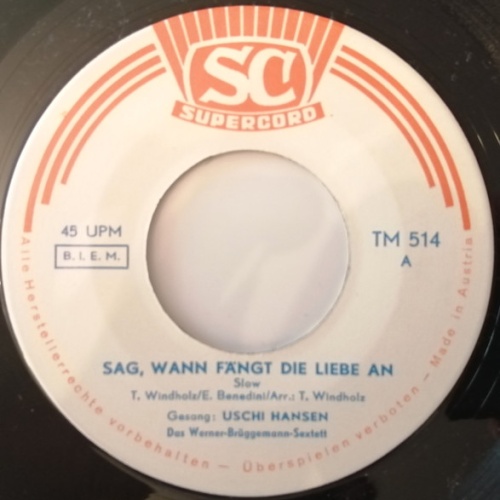 SC
SUPERCORD
45 UPM
B. I. E. M.
TM 514
A
SAG, WANN FÄNGT DIE LIEBE AN
Slow
T. Windholz/E. Benedini/Arr.: T. Windholz
Gesang: USCHI HANSEN
Das Werner-Brüggemann-Sextett
Alle Herstellerrechte vorbehalten – Überspielen verboten – Made in Austria